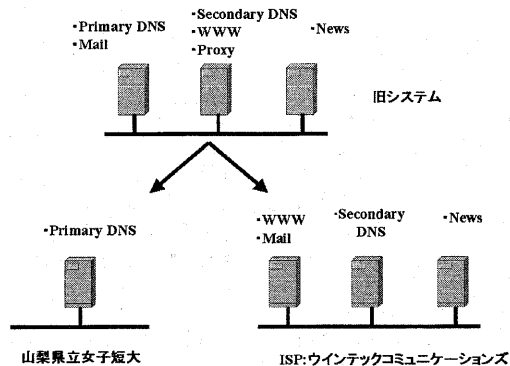 ・Primary DNS
・Mail
・Secondary DNS
・WWW
・Proxy
・News
旧システム
・Primary DNS
・WWW
・Mail
・Secondary
DNS
・News
山梨県立女子短大
ISP:ウインテックコミュニケーションズ